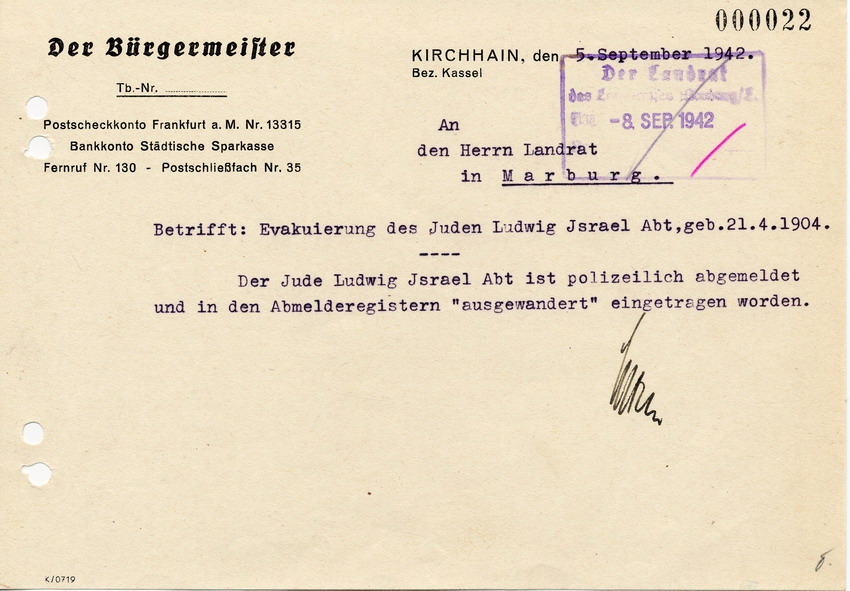 000022
Der Bürgermeister
KIRCHHAIN, den 5.September 1942.
Bez. Kassel
Tb.-Nr.
Der Landrat
des
-8. SEP. 1942
Postscheckkonto Frankfurt a. M. Nr. 13315
Bankkonto Städtische Sparkasse
Fernruf Nr. 130 - Postschließfach Nr. 35
An
den Herrn Landrat
in Marburg.
Betrifft: Evakuierung des Juden Ludwig Jsrael Abt,geb.21.4.1904.
----
Der Jude Ludwig Jsrael Abt ist polizeilich abgemeldet
und in den Abmelderegistern "ausgewandert" eingetragen worden.
K/0719